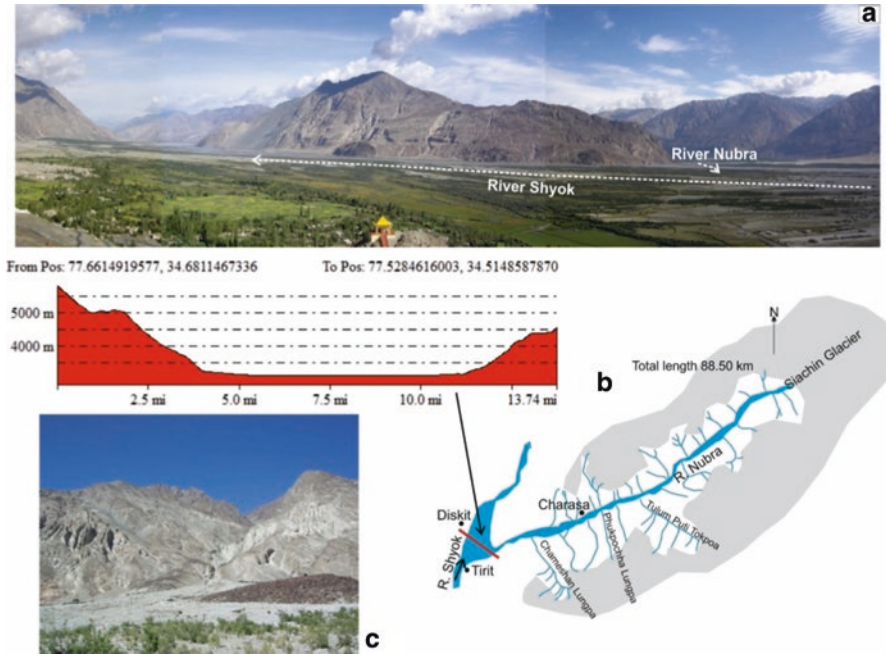 a
River Nubra
River Shyok
From Pos: 77.6614919577, 34.6811467336 To Pos: 77.5284616003, 34.5148587870
5000 m
4000 m
2.5 mi 5.0 mi 7.5 mi 10.0 mi 13.74 mi
N
Total length 88.50 km
b
Siachin Glacier
R. Nubra
Charasa
Diskit
R. Shyok
Tirit
Chameshan Lungpa
Phukpochha Lungpa
Tulum Puti Tokpoa
c